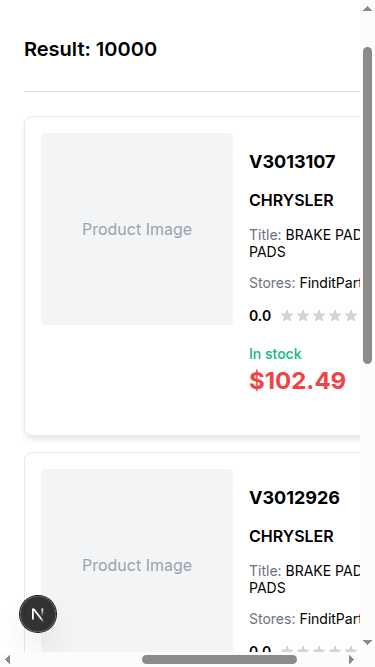 Result: 10000
Product Image
V3013107
CHRYSLER
Title: BRAKE PAD
PADS
Stores: FinditPart
0.0
In stock
$102.49
Product Image
V3012926
CHRYSLER
Title: BRAKE PAD
PADS
Stores: FinditPart
0.0
N